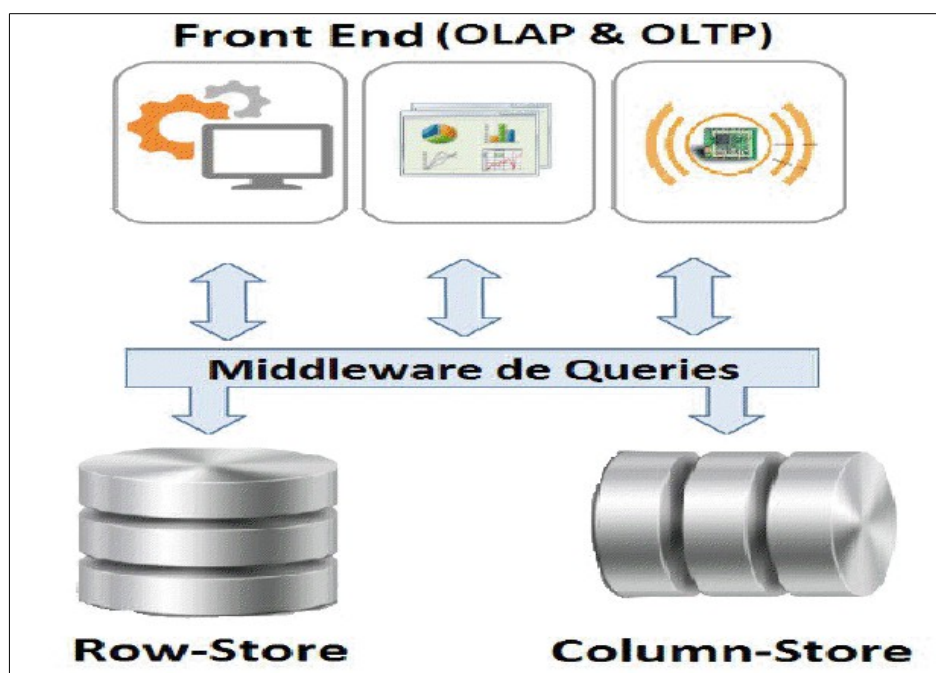 Front End (OLAP & OLTP)
Middleware de Queries
Row-Store
Column-Store